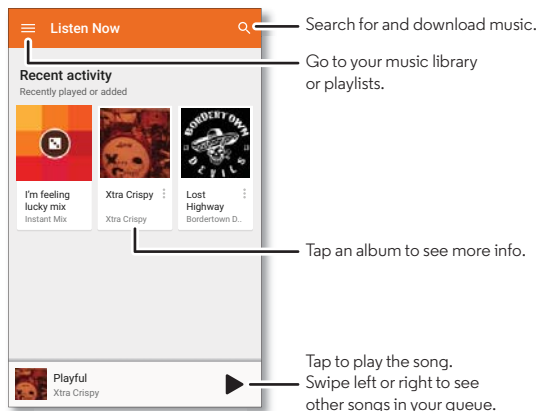 Listen Now
Search for and download music.
Go to your music library
or playlists.
Recent activity
Recently played or added
BORDERTOWN
DEVILS
I'm feeling
lucky mix
Instant Mix
Xtra Crispy
Xtra Crispy
Lost
Highway
Bordertown D..
Tap an album to see more info.
Playful
Xtra Crispy
Tap to play the song.
Swipe left or right to see
other songs in your queue.